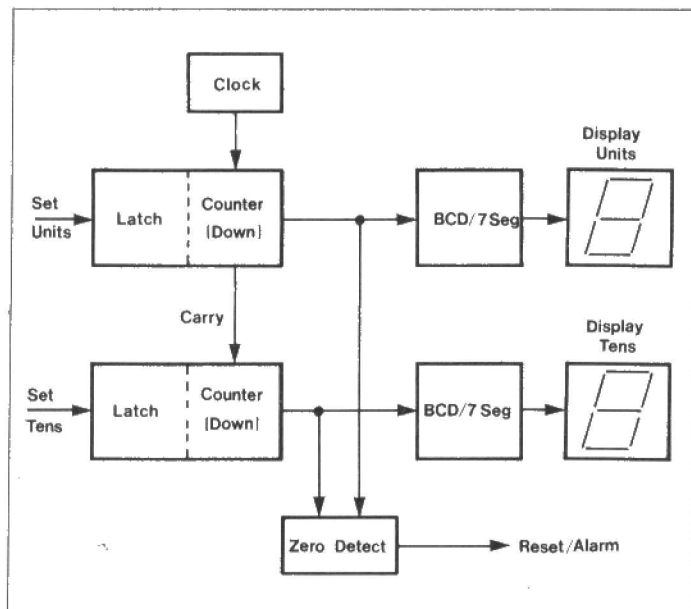 Clock
Display
Units
Set
Units
Latch
Counter
(Down)
BCD/7 Seg
Carry
Display
Tens
Set
Tens
Latch
Counter
(Down)
BCD/7 Seg
Zero Detect
Reset/Alarm